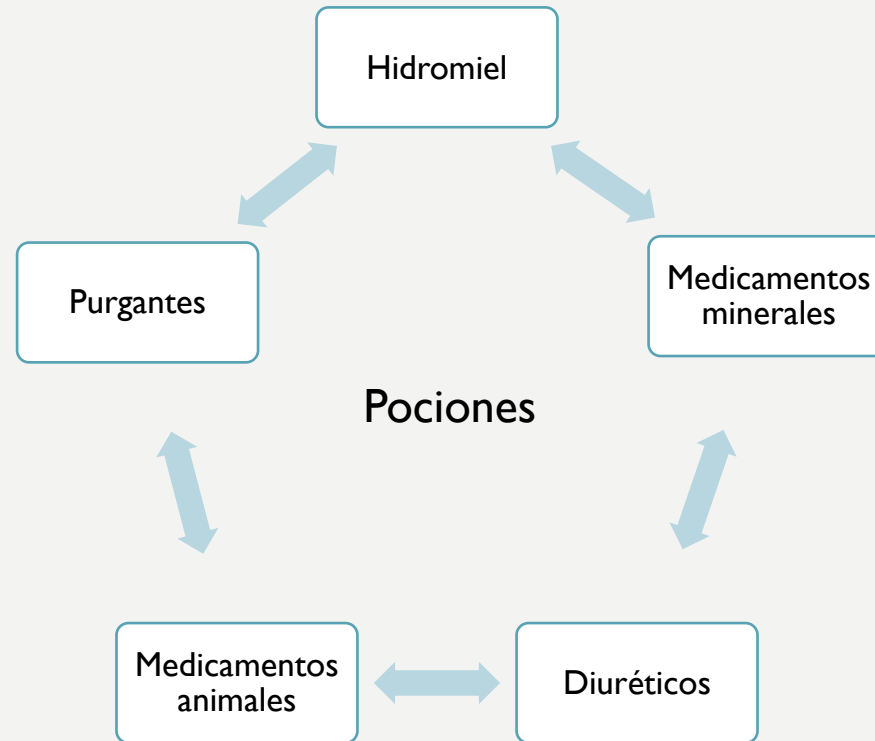 Hidromiel
Purgantes
Medicamentos
minerales
Pociones
Medicamentos
animales
Diuréticos